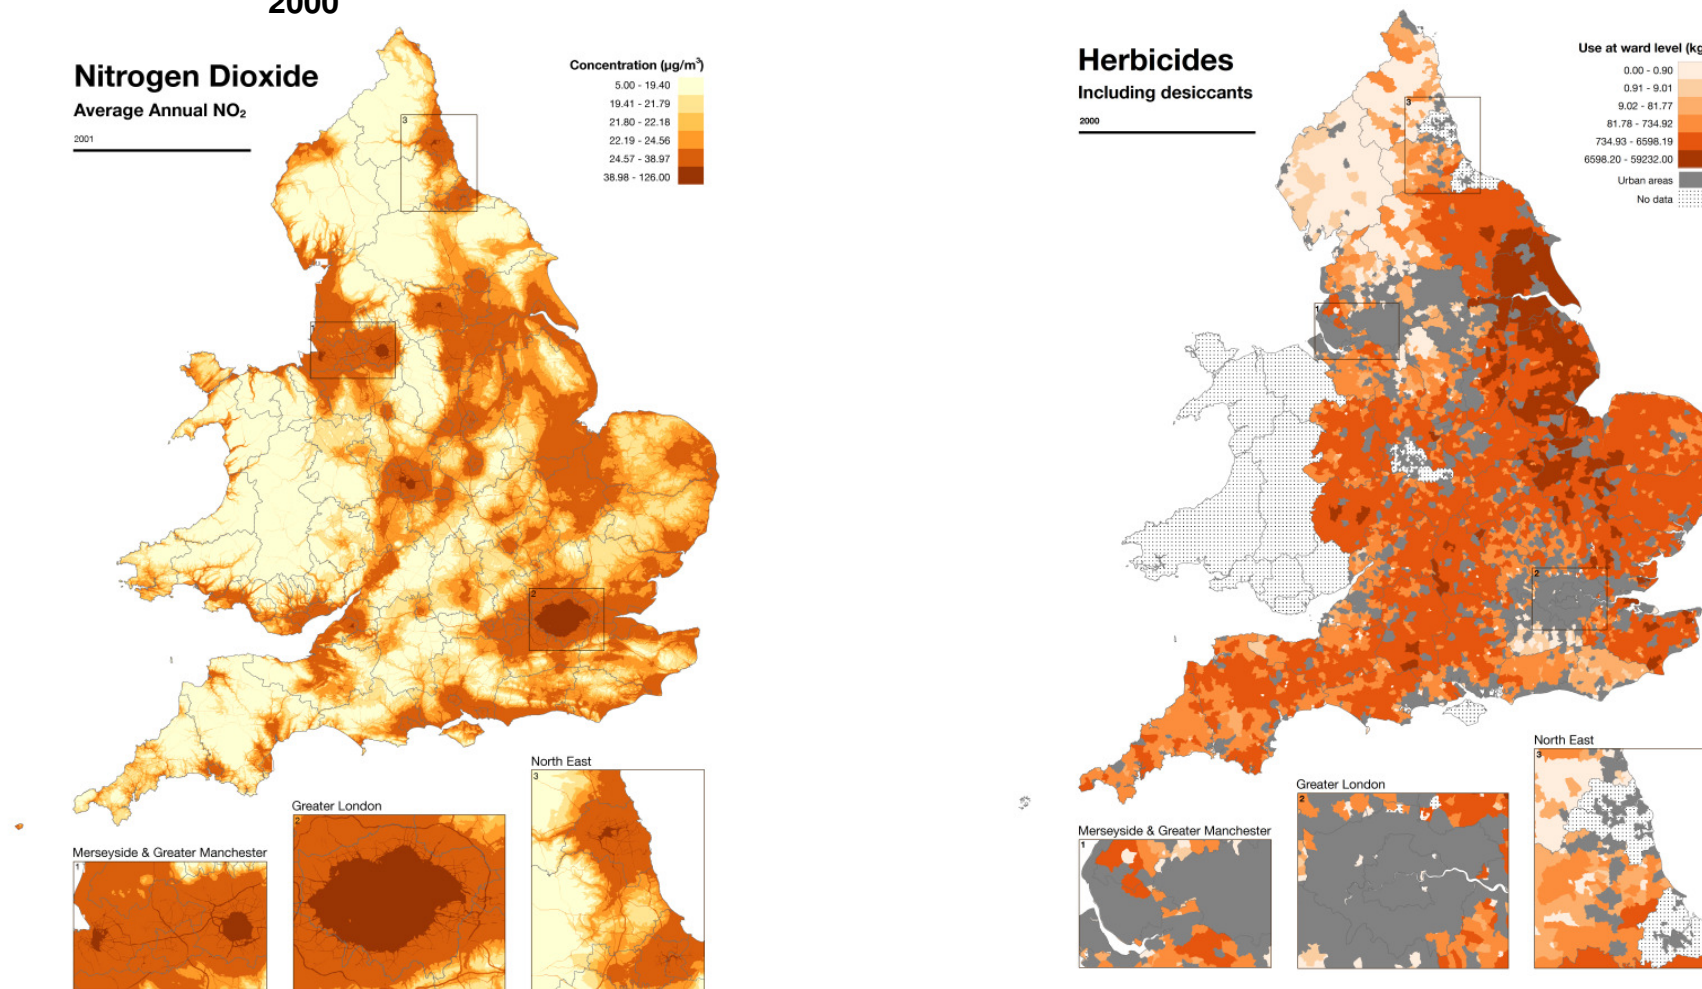 2000
Nitrogen Dioxide
Average Annual NO₂
2001
Concentration (µg/m³)
5.00 - 19.40
19.41 - 21.79
21.80 - 22.18
22.19 - 24.56
24.57 - 38.97
38.98 - 126.00
3
1
2
North East
3
Greater London
2
Merseyside & Greater Manchester
1
Herbicides
Including desiccants
2000
Use at ward level (kg
0.00 - 0.90
0.91 - 9.01
9.02 - 81.77
81.78 - 734.92
734.93 - 6598.19
6598.20 - 59232.00
Urban areas
No data
3
1
2
North East
3
Greater London
2
Merseyside & Greater Manchester
1